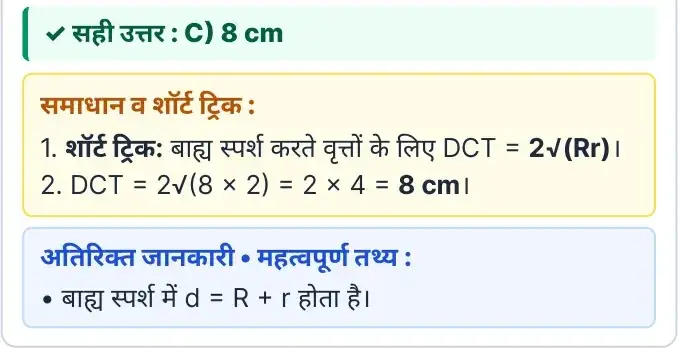 ✓ सही उत्तर : C) 8 cm
समाधान व शॉर्ट ट्रिक :
1. शॉर्ट ट्रिक: बाह्य स्पर्श करते वृत्तों के लिए DCT = 2√(Rr)।
2. DCT = 2√(8 × 2) = 2 × 4 = 8 cm।
अतिरिक्त जानकारी • महत्वपूर्ण तथ्य :
• बाह्य स्पर्श में d = R + r होता है।